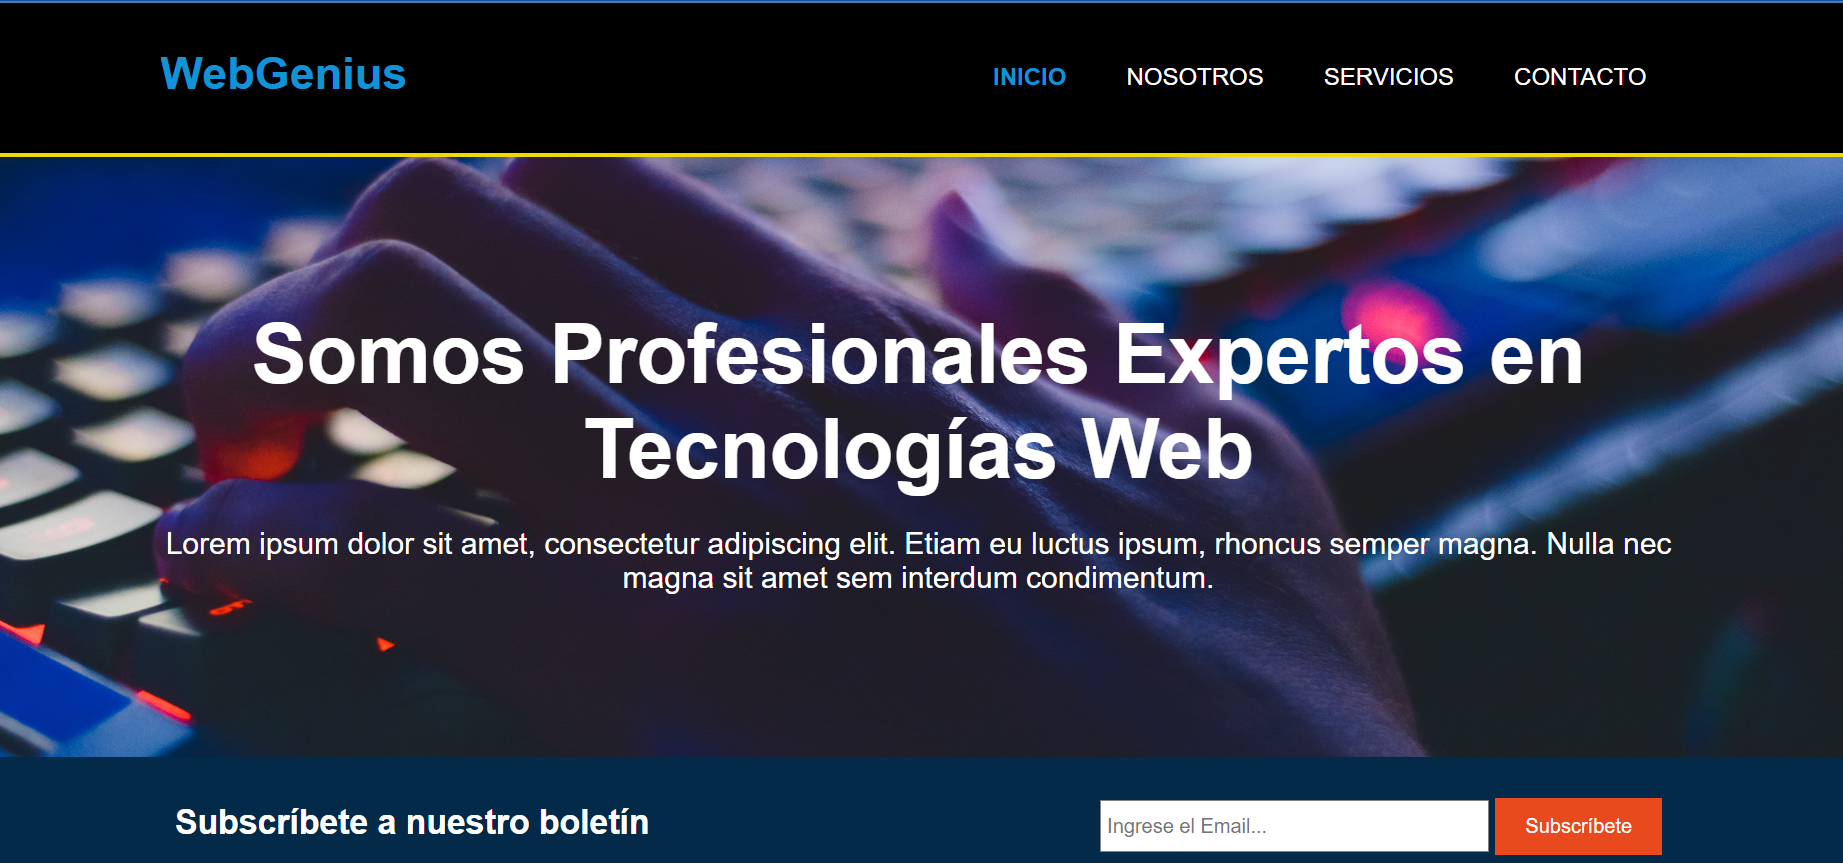 WebGenius
INICIO NOSOTROS SERVICIOS CONTACTO
Somos Profesionales Expertos en
Tecnologías Web
Lorem ipsum dolor sit amet, consectetur adipiscing elit. Etiam eu luctus ipsum, rhoncus semper magna. Nulla nec
magna sit amet sem interdum condimentum.
Subscríbete a nuestro boletín
Ingrese el Email...
Subscríbete